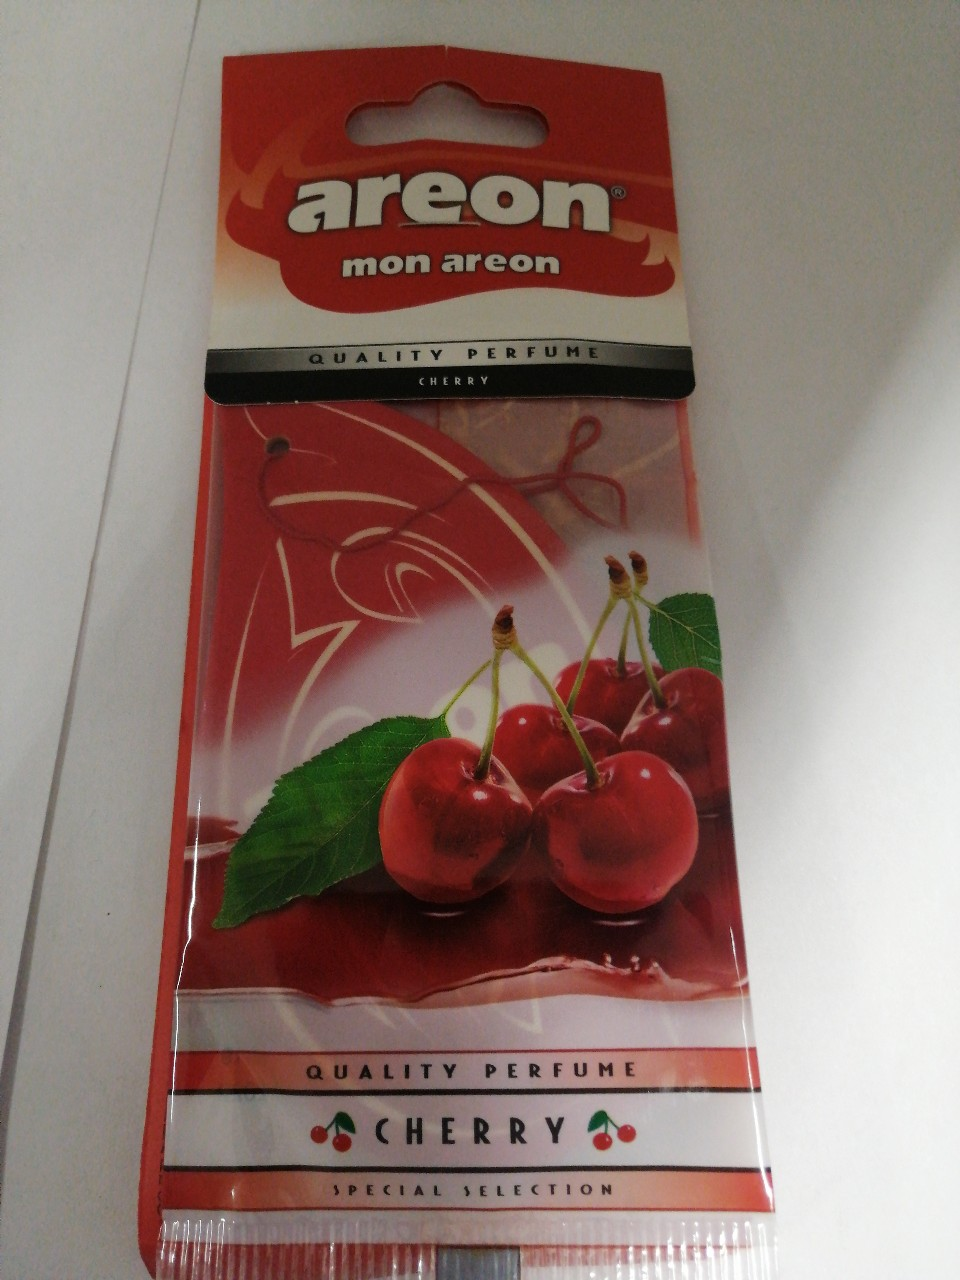 areon®
mon areon
QUALITY PERFUME
CHERRY
QUALITY PERFUME
CHERRY
SPECIAL SELECTION